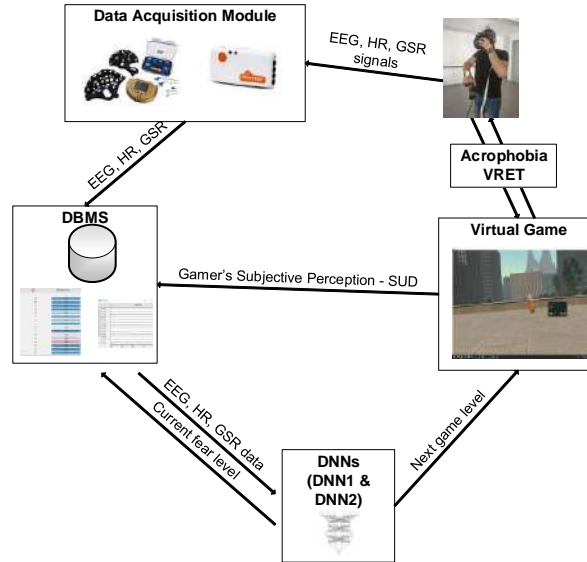 Data Acquisition Module
EEG, HR, GSR
signals
Acrophobia
VRET
EEG, HR, GSR
DBMS
Virtual Game
Gamer's Subjective Perception - SUD
EEG, HR, GSR data
Current fear level
Next game level
DNNs
(DNN1 &
DNN2)